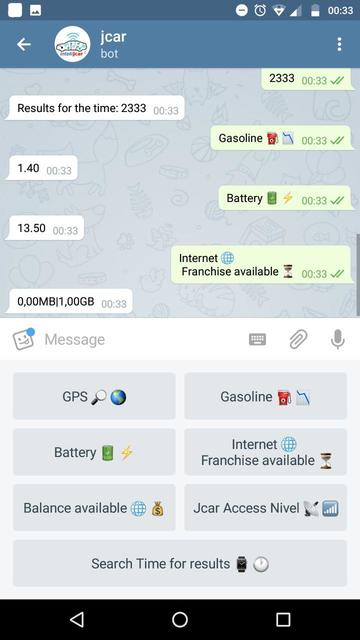 00:33
jcar
bot
2333 00:33
Results for the time: 2333 00:33
Gasoline ⛽📉 00:33
1.40 00:33
Battery 🔋⚡ 00:33
13.50 00:33
Internet 🌐
Franchise available ⏳ 00:33
0,00MB|1,00GB 00:33
Message
GPS 🔎🌎
Gasoline ⛽📉
Battery 🔋⚡
Internet 🌐
Franchise available ⏳
Balance available 🌐💰
Jcar Access Nivel 📡📶
Search Time for results ⌚🕐